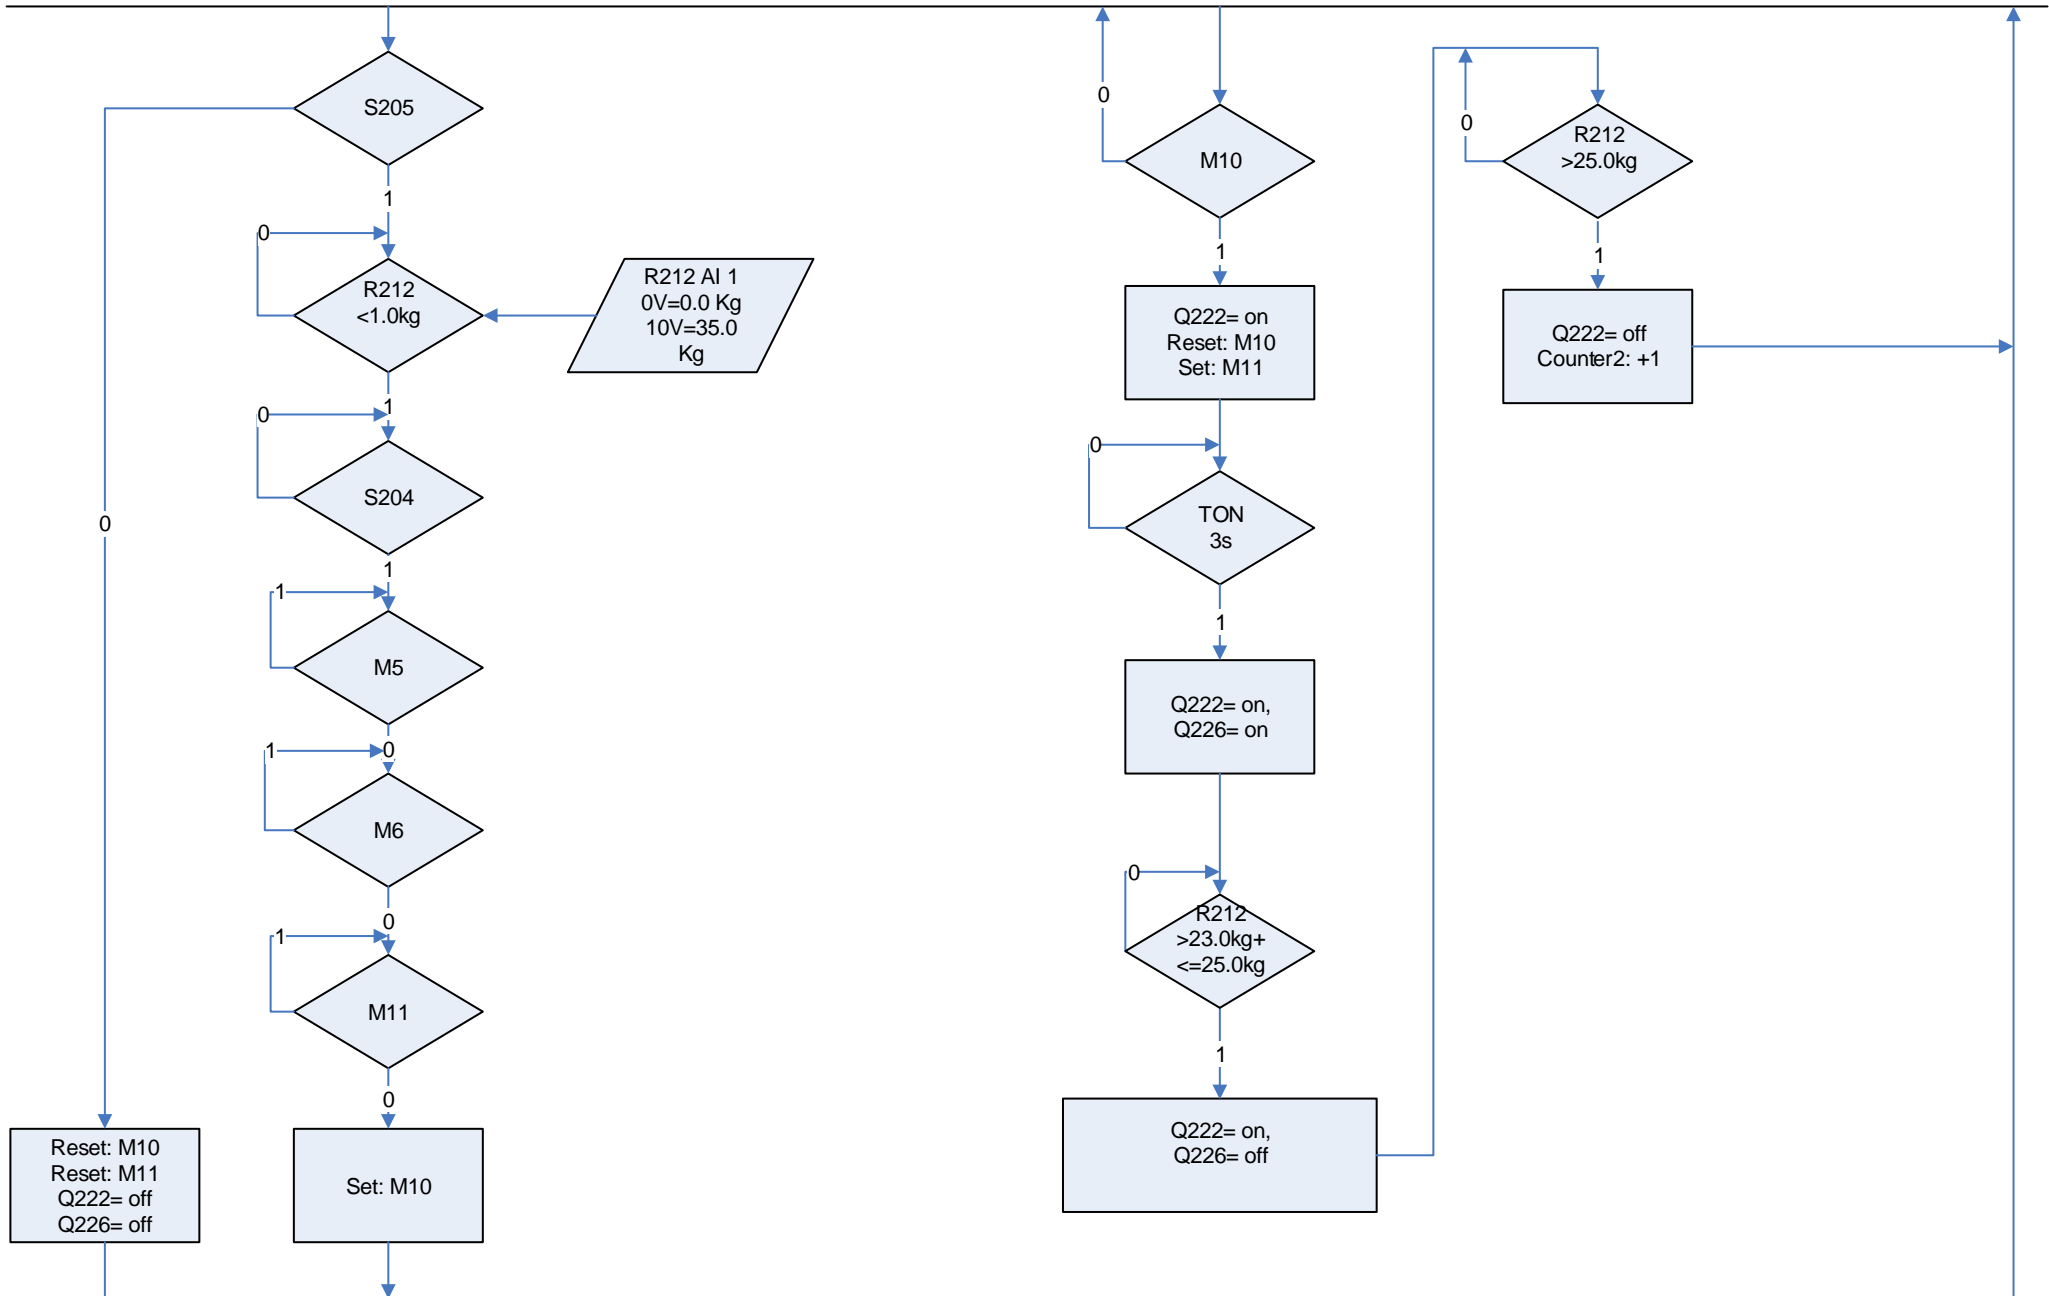 S205
0
1
0
R212
<1.0kg
R212 AI 1
0V=0.0 Kg
10V=35.0
Kg
1
0
S204
1
1
M5
0
1
M6
0
1
M11
0
Reset: M10
Reset: M11
Q222= off
Q226= off
Set: M10
0
M10
1
Q222= on
Reset: M10
Set: M11
0
TON
3s
1
Q222= on,
Q226= on
0
R212
>23.0kg+
<=25.0kg
1
Q222= on,
Q226= off
0
R212
>25.0kg
1
Q222= off
Counter2: +1